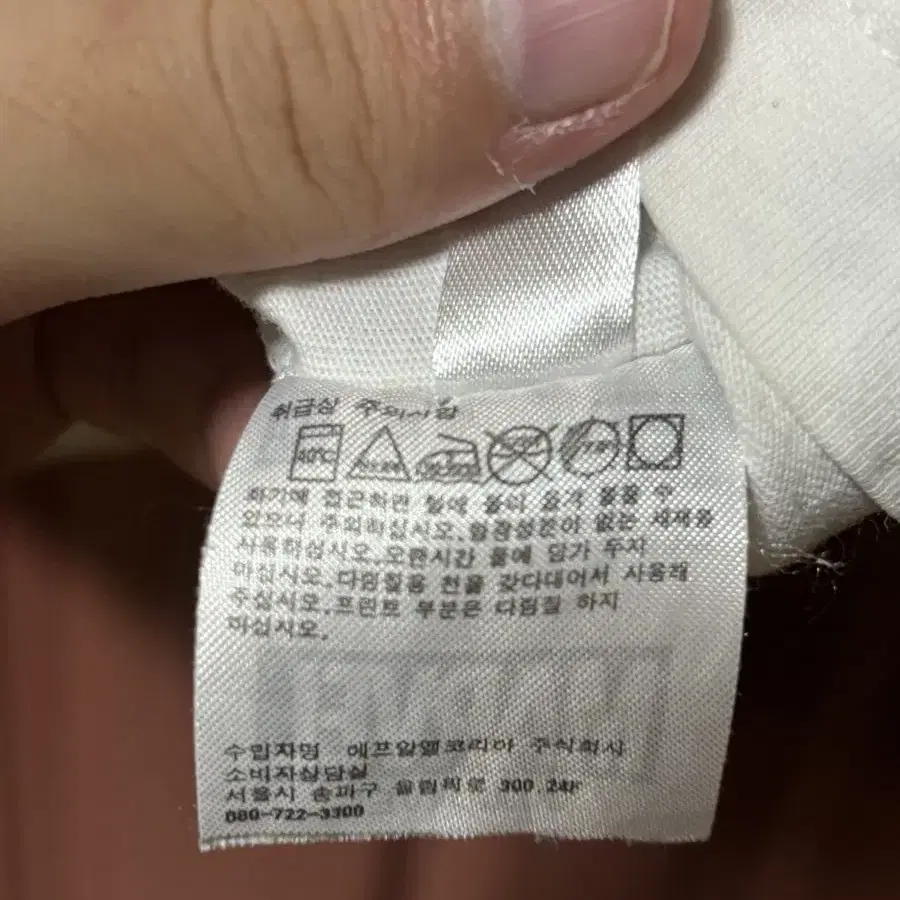 취급상 주의사항
40℃
화기에 접근하면 형태 물이 용각 물을 수
있으니 주의하십시오.형광성분이 없는 세제를
사용하십시오.오랜시간 물에 담가 두지
마십시오.다림질용 천을 갖다대어서 사용해
주십시오.프린트 부분은 다림질 하지
마십시오.
수입자명 에프알엘코리아 주식회사
소비자상담실
서울시 송파구 올림픽로 300,24F
080-722-3300